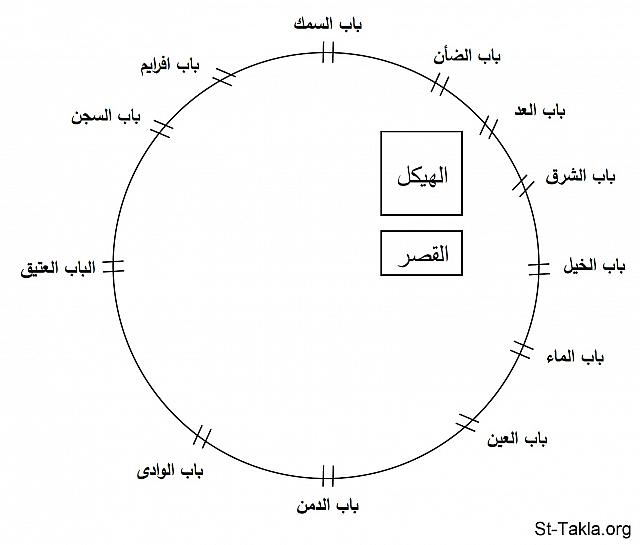 باب السمك
باب الضأن
باب افرايم
باب العد
باب السجن
الهيكل
باب الشرق
القصر
باب الخيل
الباب العتيق
باب الماء
باب العين
باب الوادى
باب الدمن
St-Takla.org